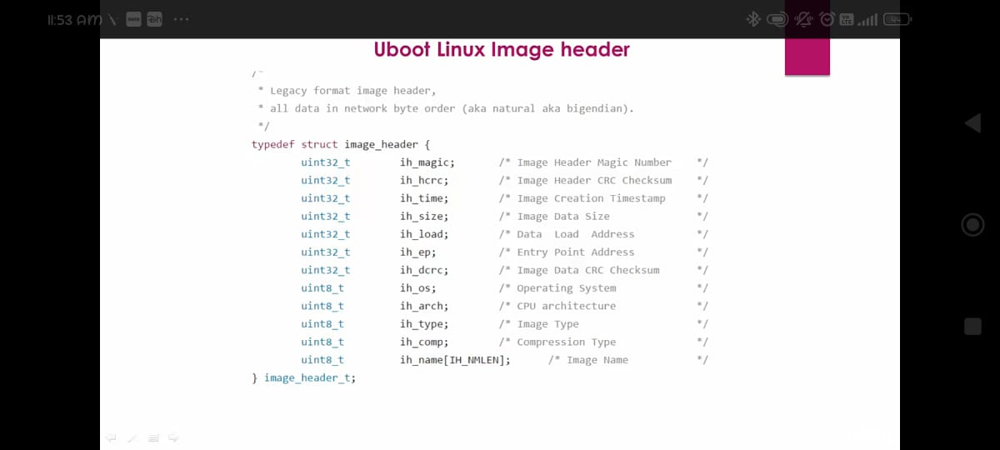 11:53 AM
Uboot Linux Image header
* Legacy format image header,
* all data in network byte order (aka natural aka bigendian).
*/
typedef struct image_header {
uint32_t ih_magic; /* Image Header Magic Number */
uint32_t ih_hcrc; /* Image Header CRC Checksum */
uint32_t ih_time; /* Image Creation Timestamp */
uint32_t ih_size; /* Image Data Size */
uint32_t ih_load; /* Data Load Address */
uint32_t ih_ep; /* Entry Point Address */
uint32_t ih_dcrc; /* Image Data CRC Checksum */
uint8_t ih_os; /* Operating System */
uint8_t ih_arch; /* CPU architecture */
uint8_t ih_type; /* Image Type */
uint8_t ih_comp; /* Compression Type */
uint8_t ih_name[IH_NMLEN]; /* Image Name */
} image_header_t;